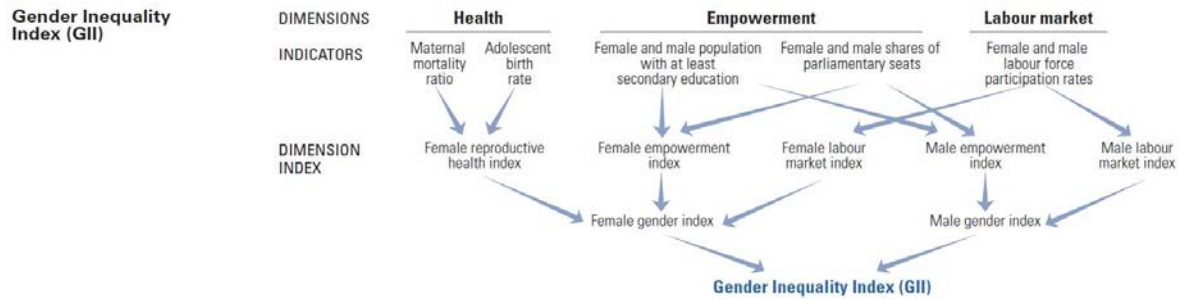 Gender Inequality
Index (GII)
DIMENSIONS
Health
Empowerment
Labour market
INDICATORS
Maternal
mortality
ratio
Adolescent
birth
rate
Female and male population
with at least
secondary education
Female and male shares of
parliamentary seats
Female and male
labour force
participation rates
DIMENSION
INDEX
Female reproductive
health index
Female empowerment
index
Female labour
market index
Male empowerment
index
Male labour
market index
Female gender index
Male gender index
Gender Inequality Index (GII)